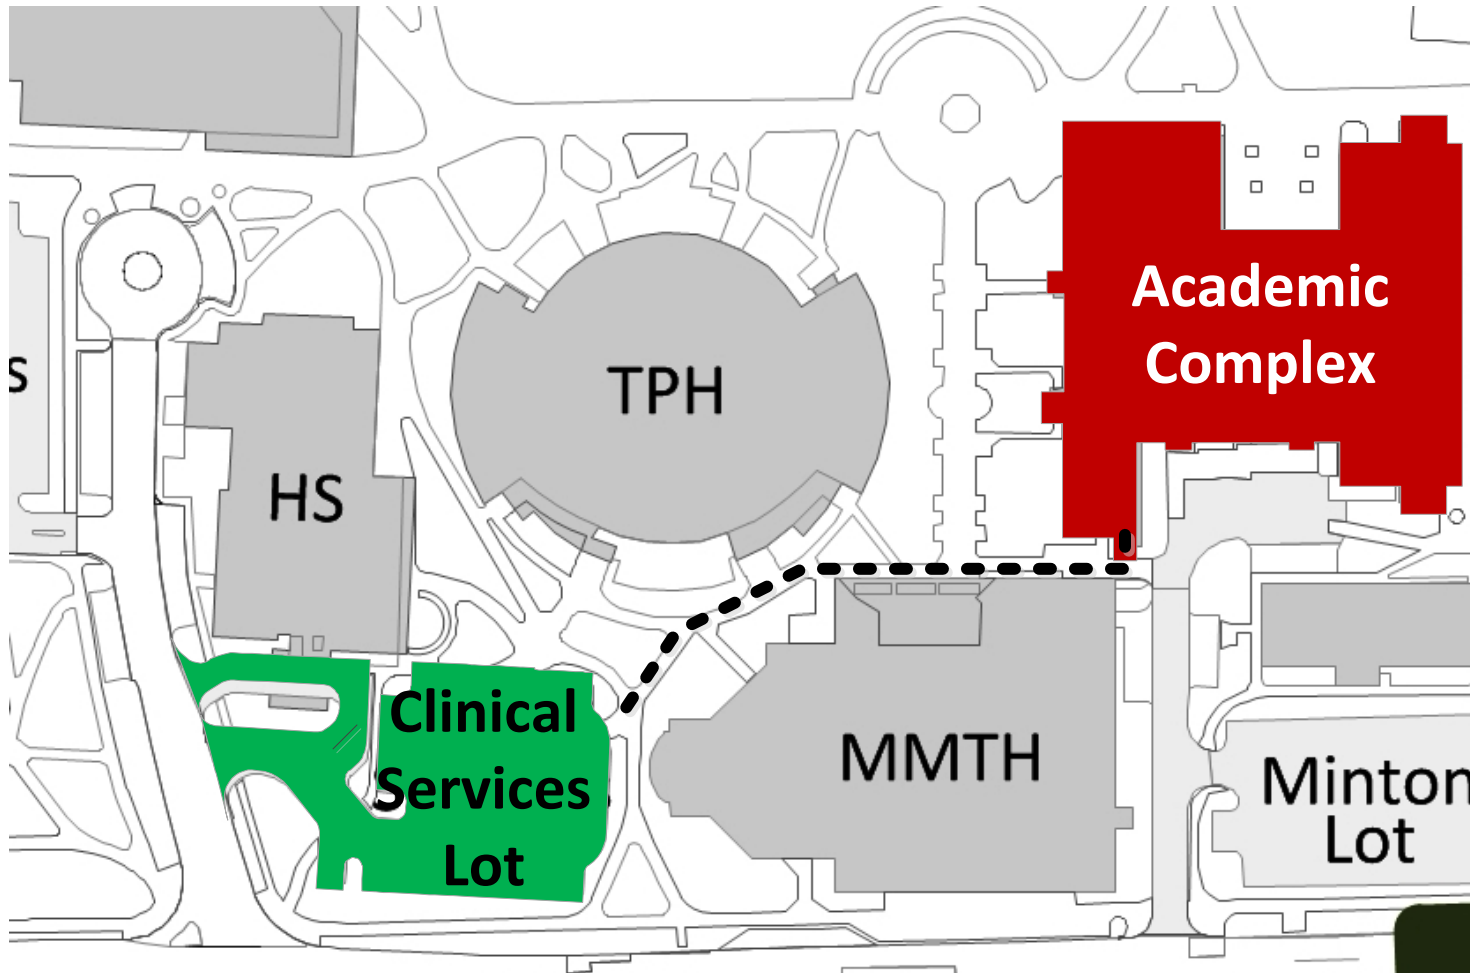 Academic
Complex
s
TPH
HS
Clinical
Services
Lot
MMTH
Minton
Lot